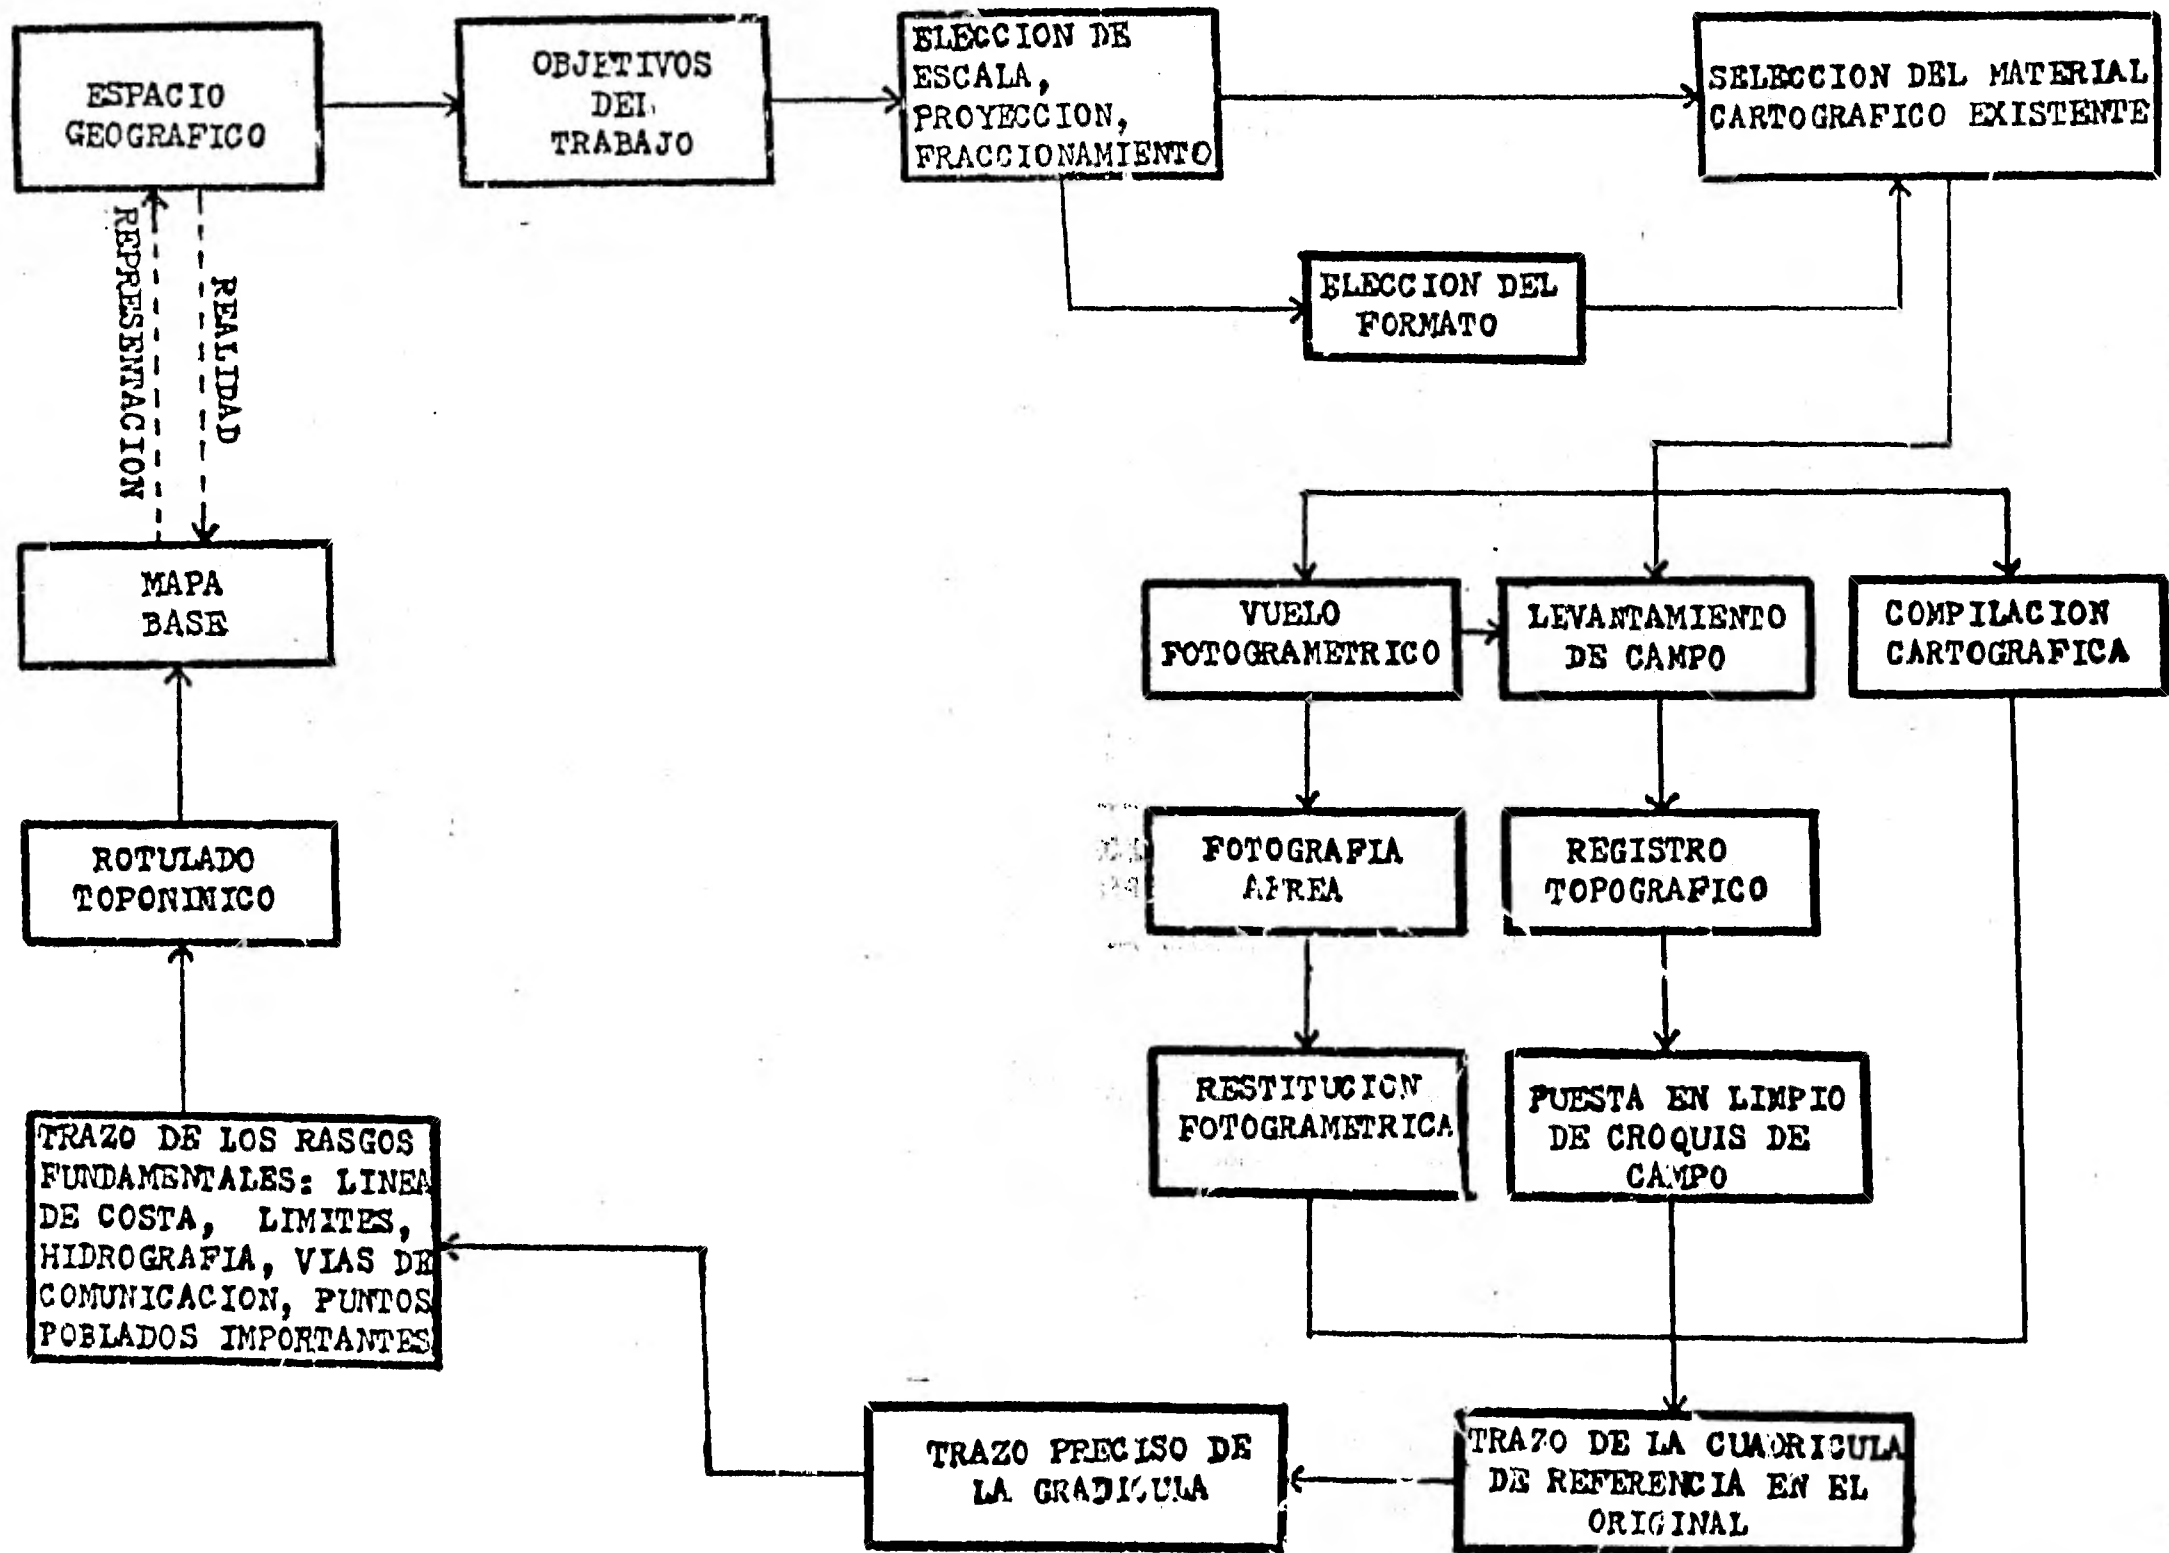 ESPACIO
GEOGRAFICO
OBJETIVOS
DEL
TRABAJO
ELECCION DE
ESCALA,
PROYECCION,
FRACCIONAMIENTO
SELECCION DEL MATERIAL
CARTOGRAFICO EXISTENTE
ELECCION DEL
FORMATO
REPRESENTACION
REALIDAD
MAPA
BASE
VUELO
FOTOGRAMETRICO
LEVANTAMIENTO
DE CAMPO
COMPILACION
CARTOGRAFICA
ROTULADO
TOPONINICO
FOTOGRAFIA
AEREA
REGISTRO
TOPOGRAFICO
RESTITUCION
FOTOGRAMETRICA
PUESTA EN LIMPIO
DE CROQUIS DE
CAMPO
TRAZO DE LOS RASGOS
FUNDAMENTALES: LINEA
DE COSTA, LIMITES,
HIDROGRAFIA, VIAS DE
COMUNICACION, PUNTOS
POBLADOS IMPORTANTES
TRAZO PRECISO DE
LA GRADICULA
TRAZO DE LA CUADRICULA
DE REFERENCIA EN EL
ORIGINAL